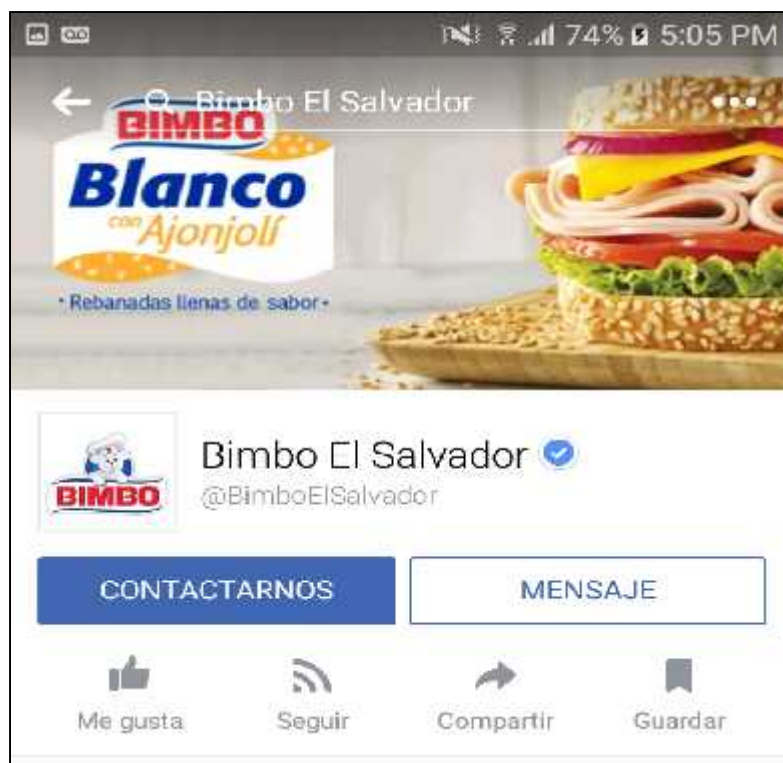 74% 5:05 PM
Bimbo El Salvador
BIMBO
Blanco
con
Ajonjolí
• Rebanadas llenas de sabor •
Bimbo El Salvador
BIMBO
@BimboElSalvador
CONTACTARNOS MENSAJE
Me gusta Seguir Compartir Guardar